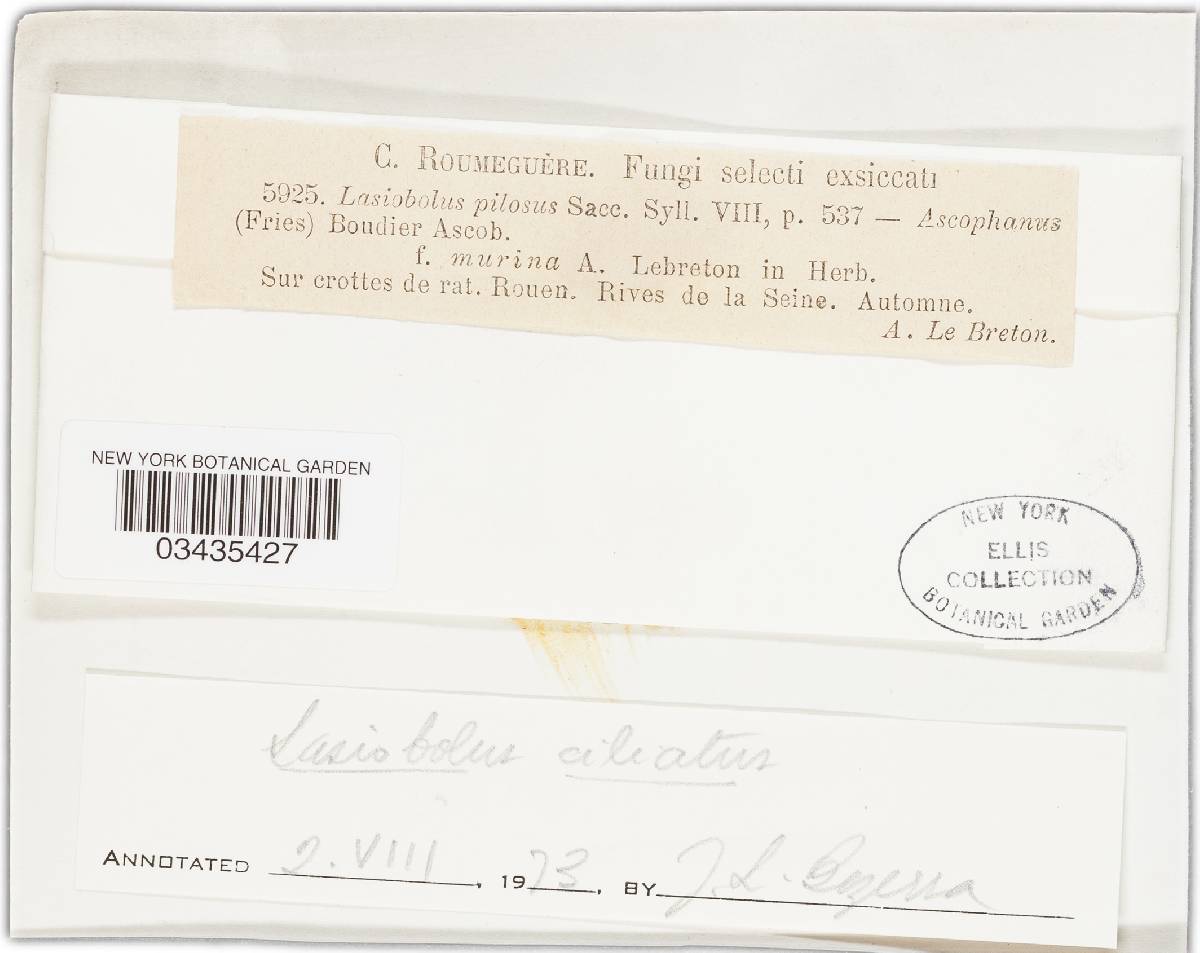 C. ROUMEGUÈRE. Fungi selecti exsiccati
5925. Lasiobolus pilosus Sacc. Syll. VIII, p. 537 — Ascophanus
(Fries) Boudier Ascob.
f. murina A. Lebreton in Herb.
Sur crottes de rat. Rouen. Rives de la Seine. Automne.
A. Le Breton.
NEW YORK BOTANICAL GARDEN
03435427
NEW YORK
ELLIS
COLLECTION
BOTANICAL GARDEN
Lasiobolus ciliatus
ANNOTATED 2.VIII, 1973, BY J. L. Bezerra